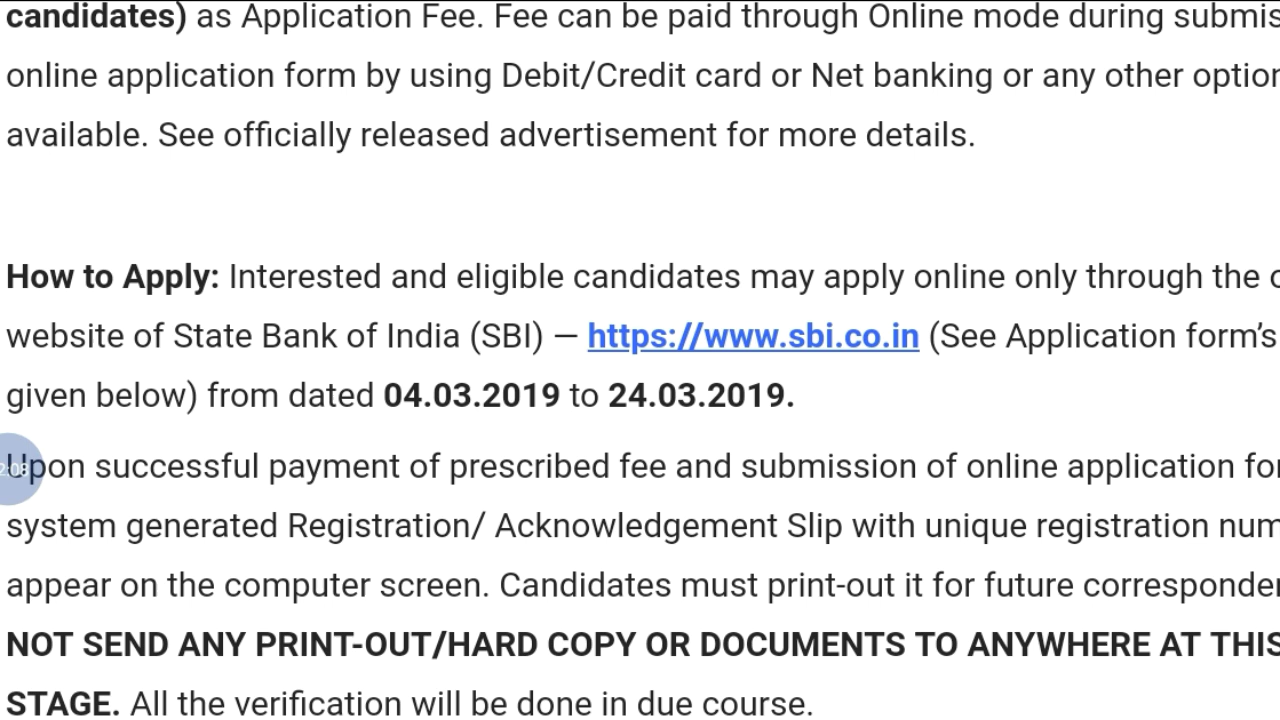 candidates) as Application Fee. Fee can be paid through Online mode during submis
online application form by using Debit/Credit card or Net banking or any other option
available. See officially released advertisement for more details.
How to Apply: Interested and eligible candidates may apply online only through the
website of State Bank of India (SBI) – https://www.sbi.co.in (See Application form's
given below) from dated 04.03.2019 to 24.03.2019.
Upon successful payment of prescribed fee and submission of online application for
system generated Registration/ Acknowledgement Slip with unique registration num
appear on the computer screen. Candidates must print-out it for future corresponde
NOT SEND ANY PRINT-OUT/HARD COPY OR DOCUMENTS TO ANYWHERE AT THIS
STAGE. All the verification will be done in due course.